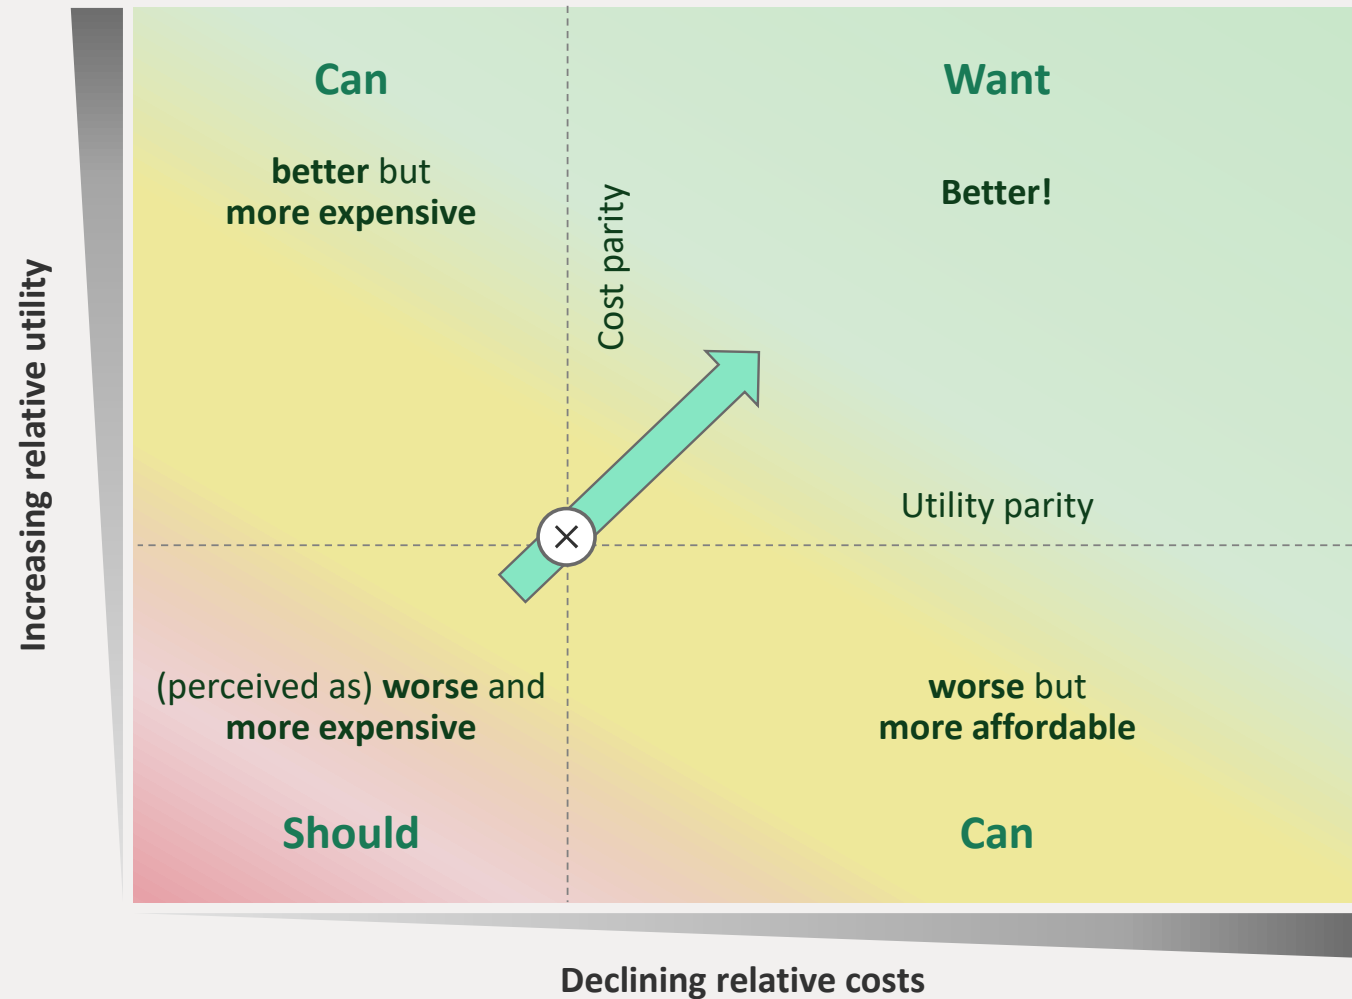 Can
Want
better but
more expensive
Better!
Cost parity
Increasing relative utility
Utility parity
(perceived as) worse and
more expensive
worse but
more affordable
Should
Can
Declining relative costs